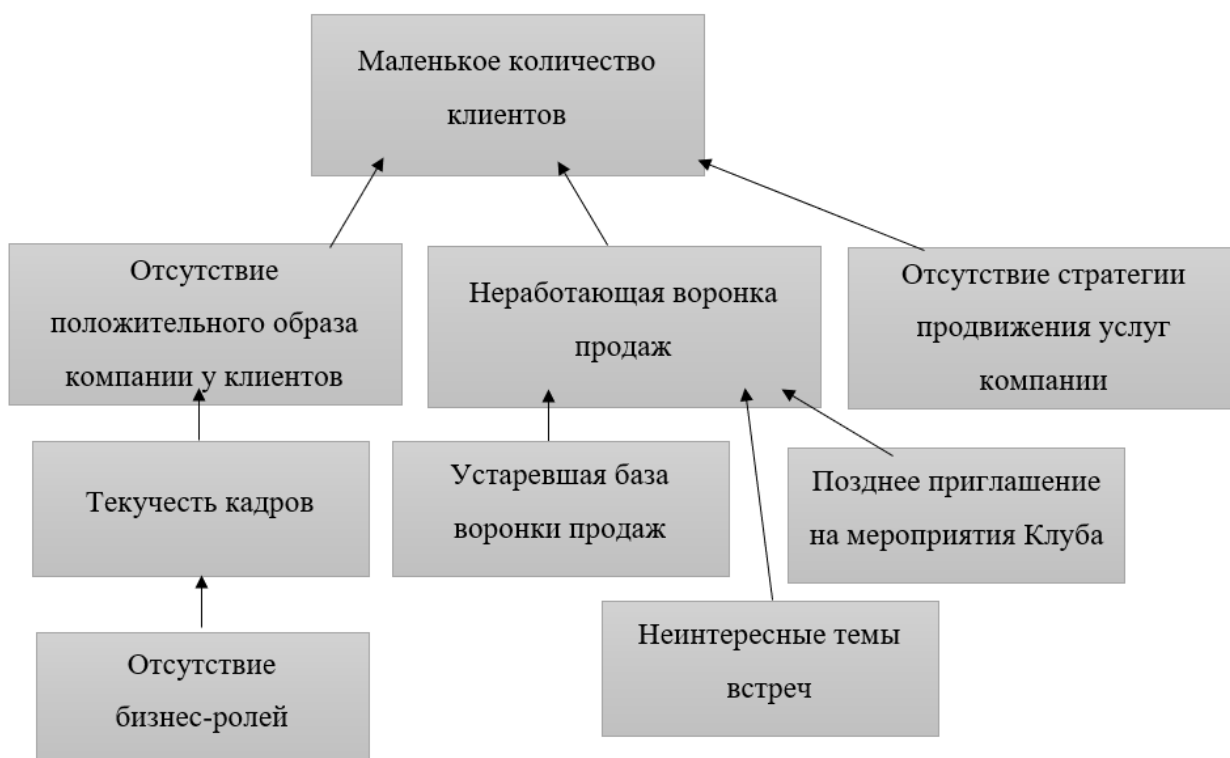 Маленькое количество
клиентов
Отсутствие
положительного образа
компании у клиентов
Неработающая воронка
продаж
Отсутствие стратегии
продвижения услуг
компании
Текучесть кадров
Устаревшая база
воронки продаж
Позднее приглашение
на мероприятия Клуба
Отсутствие
бизнес-ролей
Неинтересные темы
встреч